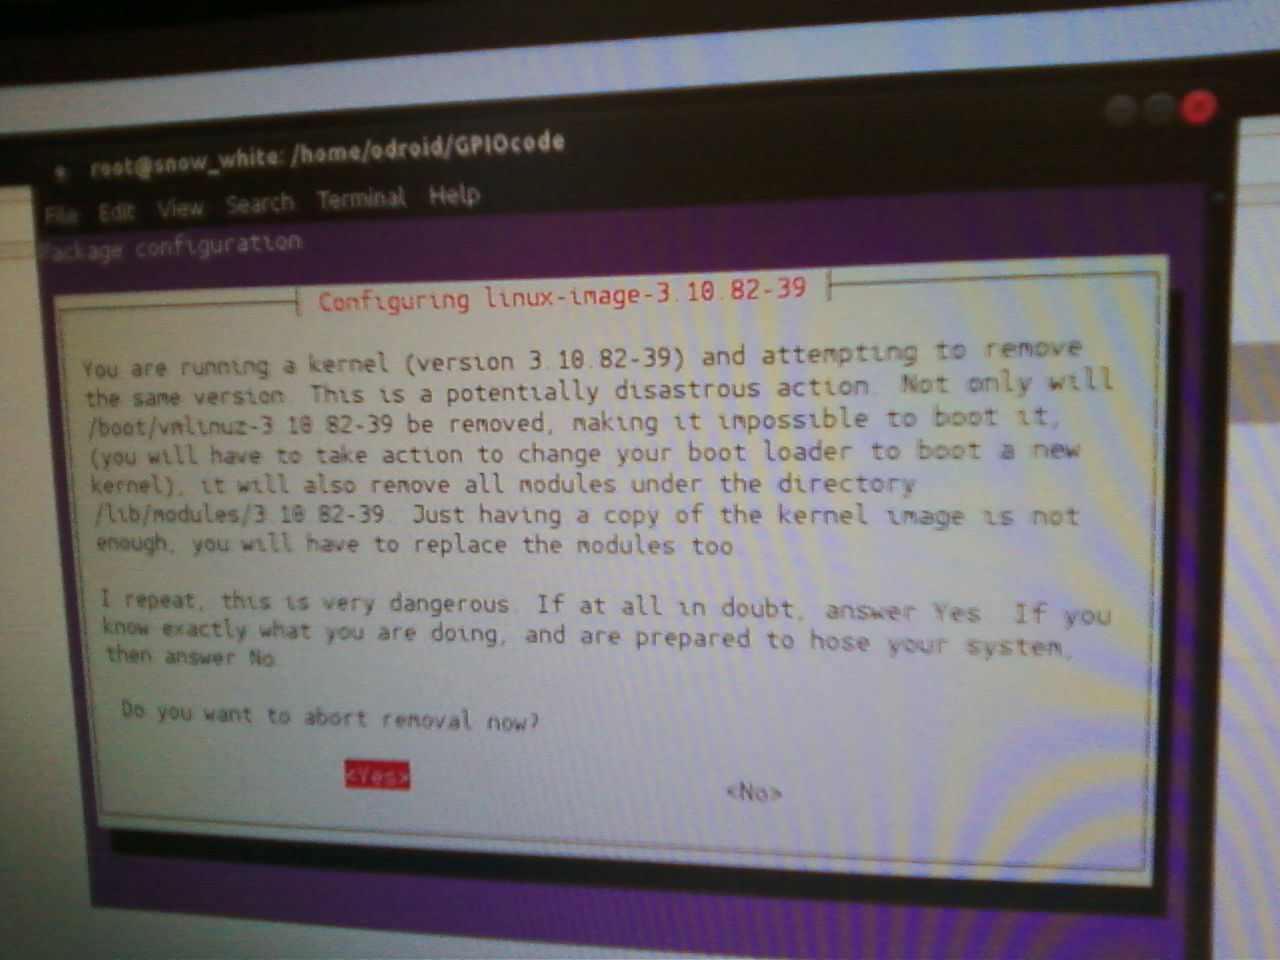 root@snow_white: /home/odroid/GPIOcode
File Edit View Search Terminal Help
Package configuration
Configuring linux-image-3.10.82-39
You are running a kernel (version 3.10.82-39) and attempting to remove
the same version. This is a potentially disastrous action. Not only will
/boot/vmlinuz-3.10.82-39 be removed, making it impossible to boot it,
(you will have to take action to change your boot loader to boot a new
kernel), it will also remove all modules under the directory
/lib/modules/3.10.82-39. Just having a copy of the kernel image is not
enough, you will have to replace the modules too.
I repeat, this is very dangerous. If at all in doubt, answer Yes. If you
know exactly what you are doing, and are prepared to hose your system,
then answer No.
Do you want to abort removal now?
<Yes>
<No>